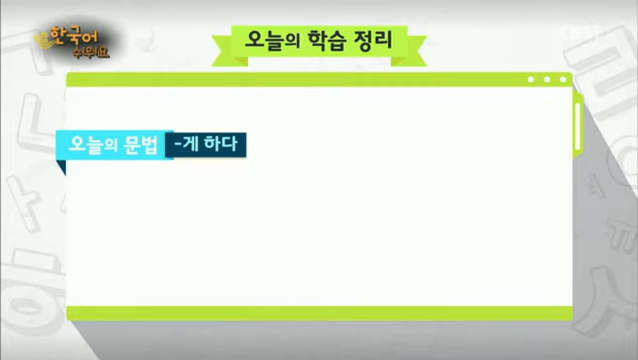 한국어
쉬워요
오늘의 학습 정리
오늘의 문법 -게 하다